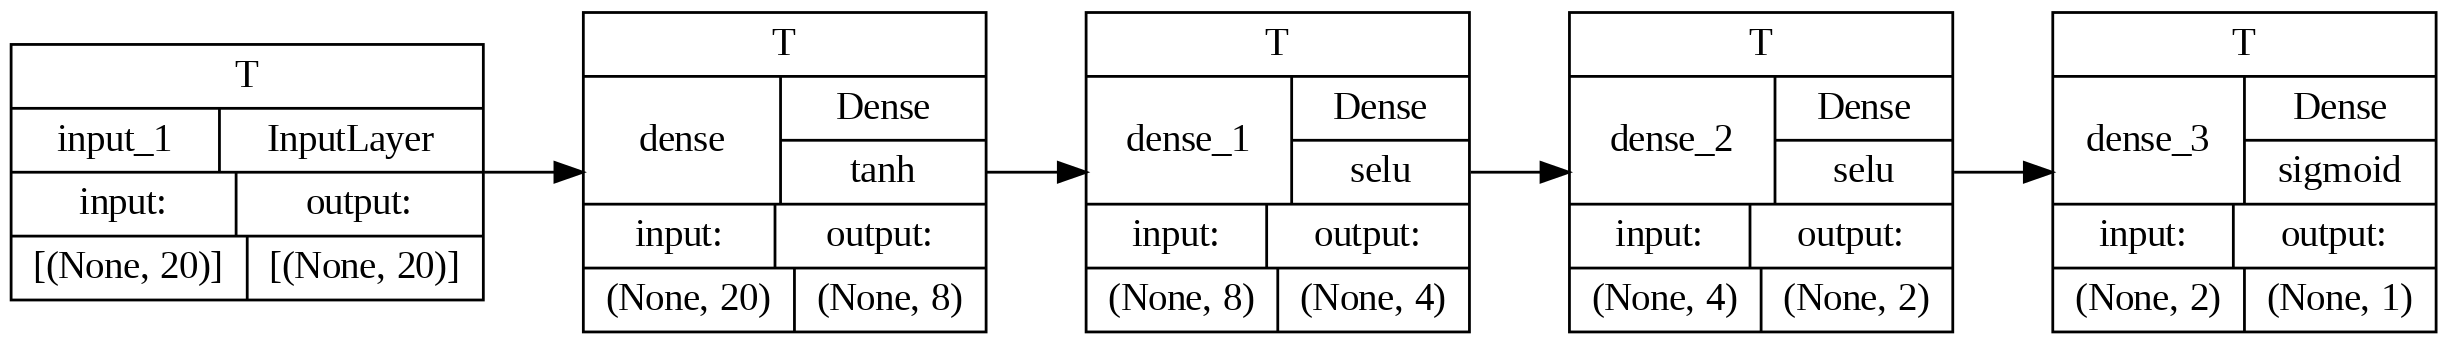 T
input_1 InputLayer
input: output:
[(None, 20)] [(None, 20)]
T
dense Dense
tanh
input: output:
(None, 20) (None, 8)
T
dense_1 Dense
selu
input: output:
(None, 8) (None, 4)
T
dense_2 Dense
selu
input: output:
(None, 4) (None, 2)
T
dense_3 Dense
sigmoid
input: output:
(None, 2) (None, 1)